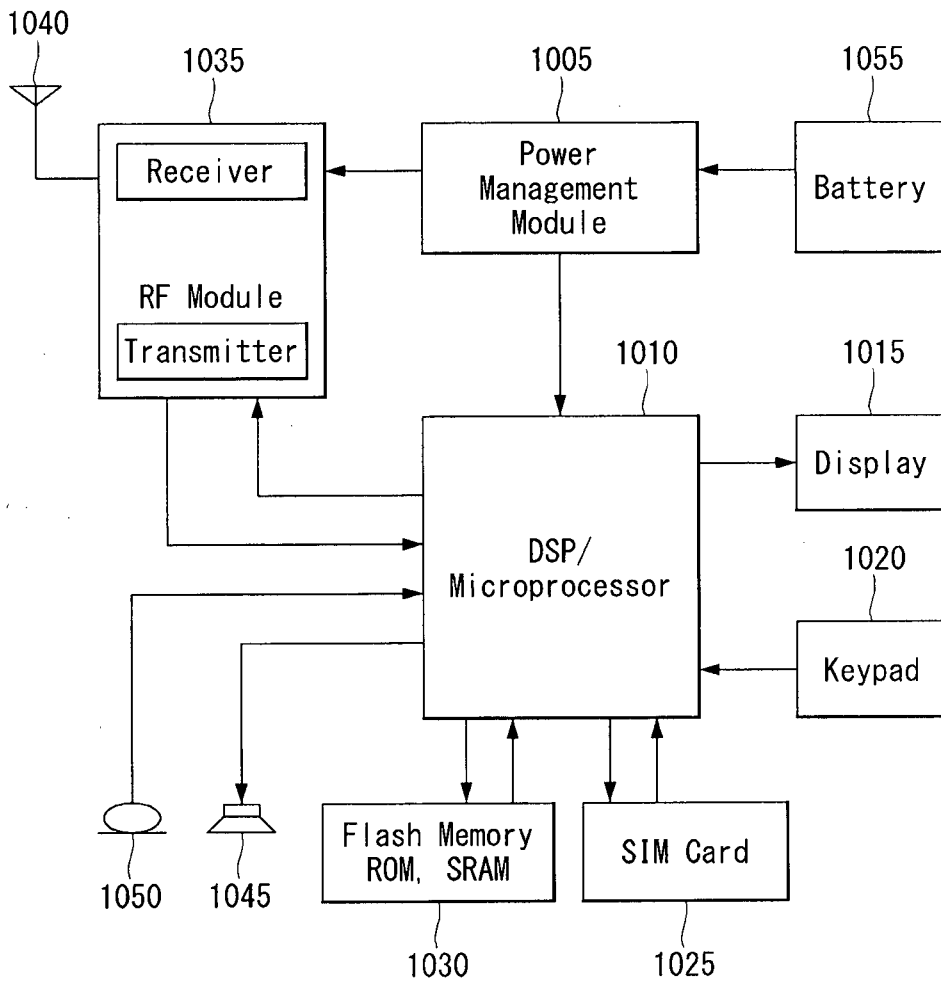 1040
1035
1005
1055
Receiver
Power
Management
Module
Battery
RF Module
Transmitter
1010
1015
Display
DSP/
Microprocessor
1020
Keypad
Flash Memory
ROM, SRAM
SIM Card
1050
1045
1030
1025